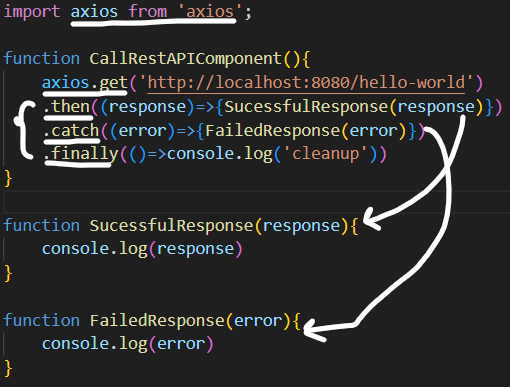 import axios from 'axios';
function CallRestAPIComponent(){
axios.get('http://localhost:8080/hello-world')
.then((response)=>{SucessfulResponse(response)})
.catch((error)=>{FailedResponse(error)})
.finally(()=>console.log('cleanup'))
}
function SucessfulResponse(response){
console.log(response)
}
function FailedResponse(error){
console.log(error)
}